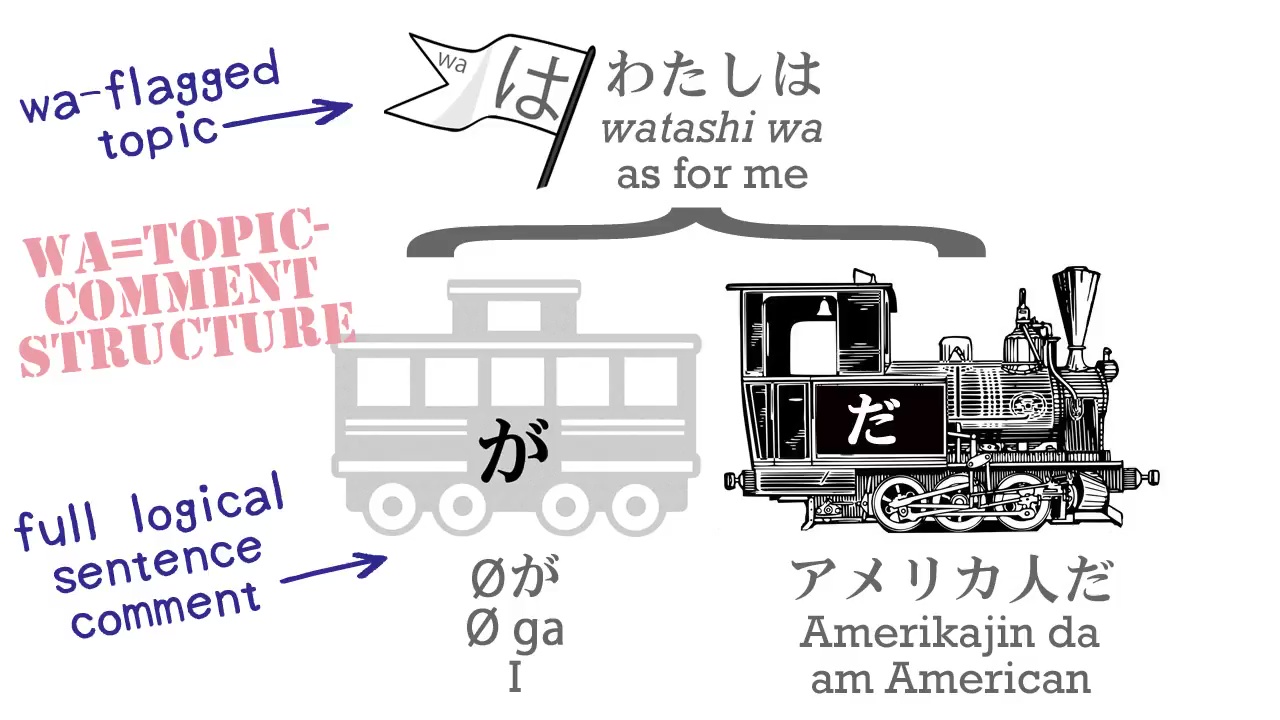 wa-flagged
topic
wa
は
わたしは
watashi wa
as for me
WA=TOPIC-
COMMENT
STRUCTURE
が
だ
full logical
sentence
comment
Øが
Ø ga
I
アメリカ人だ
Amerikajin da
am American